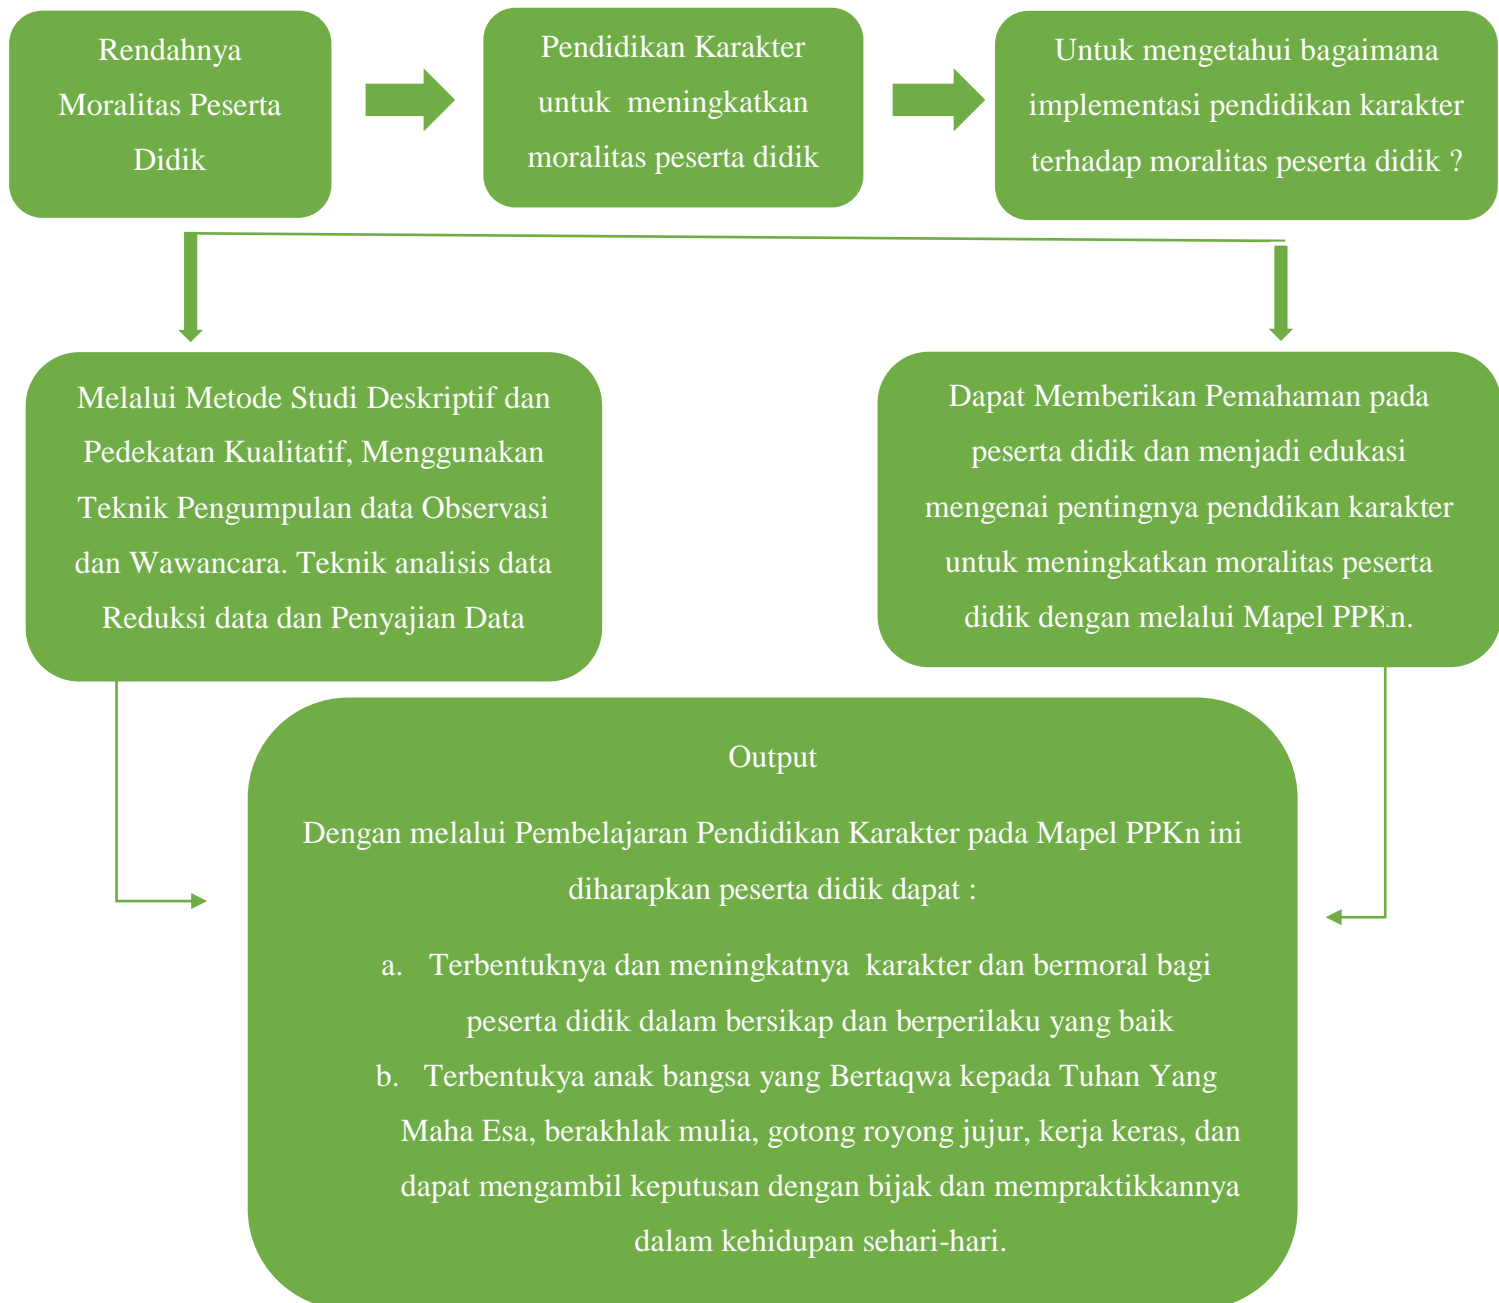 Rendahnya
Moralitas Peserta
Didik
Pendidikan Karakter
untuk meningkatkan
moralitas peserta didik
Untuk mengetahui bagaimana
implementasi pendidikan karakter
terhadap moralitas peserta didik ?
Melalui Metode Studi Deskriptif dan
Pedekatan Kualitatif, Menggunakan
Teknik Pengumpulan data Observasi
dan Wawancara. Teknik analisis data
Reduksi data dan Penyajian Data
Dapat Memberikan Pemahaman pada
peserta didik dan menjadi edukasi
mengenai pentingnya penddikan karakter
untuk meningkatkan moralitas peserta
didik dengan melalui Mapel PPKn.
Output
Dengan melalui Pembelajaran Pendidikan Karakter pada Mapel PPKn ini
diharapkan peserta didik dapat :
a. Terbentuknya dan meningkatnya karakter dan bermoral bagi
peserta didik dalam bersikap dan berperilaku yang baik
b. Terbentukya anak bangsa yang Bertaqwa kepada Tuhan Yang
Maha Esa, berakhlak mulia, gotong royong jujur, kerja keras, dan
dapat mengambil keputusan dengan bijak dan mempraktikkannya
dalam kehidupan sehari-hari.